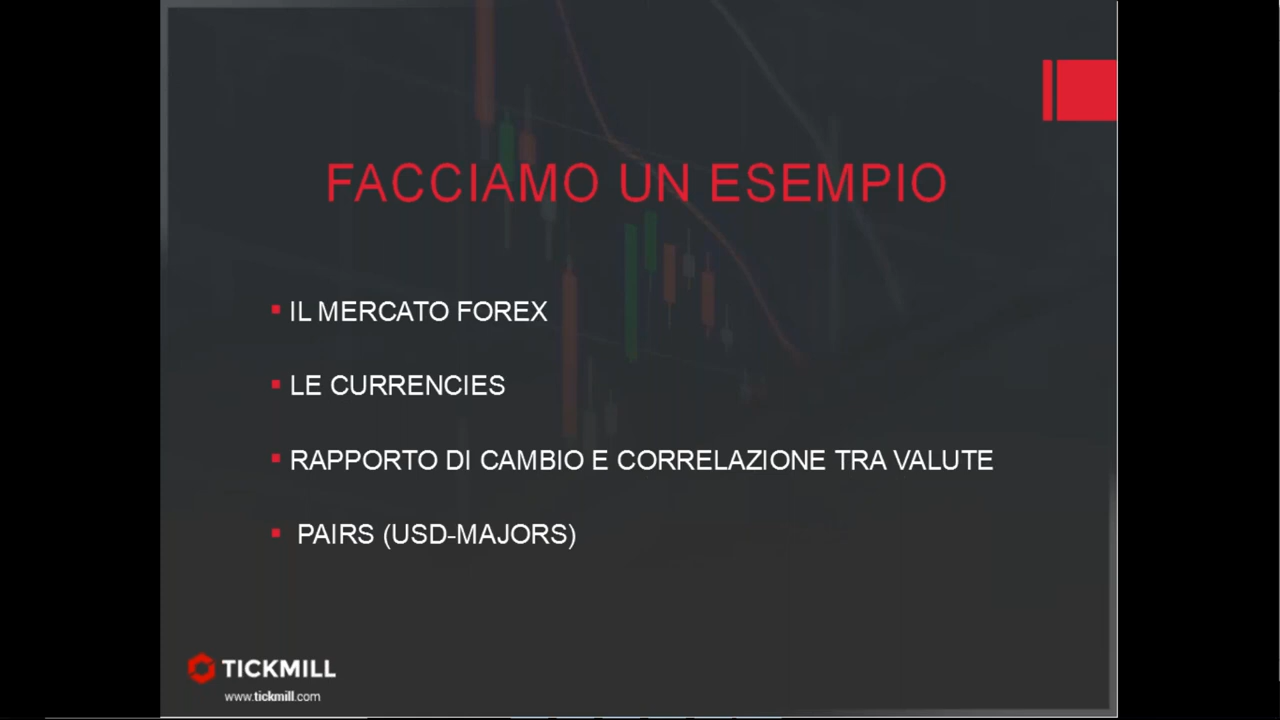 FACCIAMO UN ESEMPIO
IL MERCATO FOREX
LE CURRENCIES
RAPPORTO DI CAMBIO E CORRELAZIONE TRA VALUTE
PAIRS (USD-MAJORS)
TICKMILL
www.tickmill.com